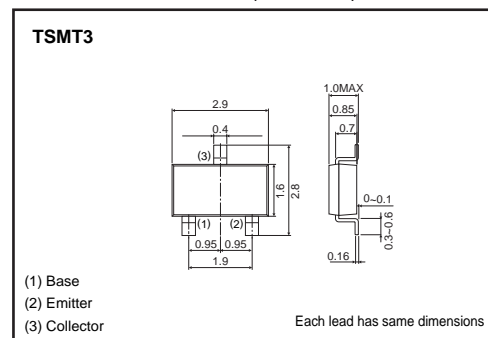 TSMT3
1.0MAX
2.9
0.85
0.4
0.7
(3)
1.6
2.8
0~0.1
(1)
(2)
0.3~0.6
0.95
0.95
0.16
1.9
(1) Base
(2) Emitter
(3) Collector
Each lead has same dimensions